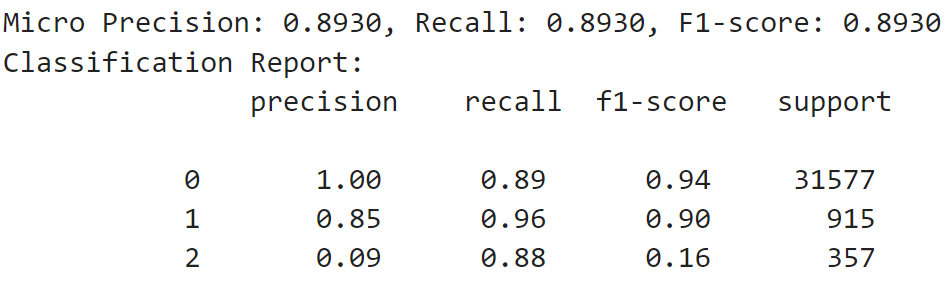 Micro Precision: 0.8930, Recall: 0.8930, F1-score: 0.8930
Classification Report:
precision recall f1-score support
0 1.00 0.89 0.94 31577
1 0.85 0.96 0.90 915
2 0.09 0.88 0.16 357